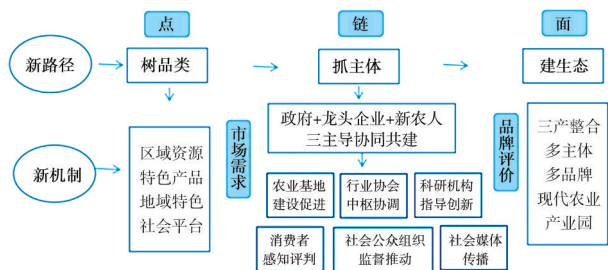 点
链
面
新路径
树品类
抓主体
建生态
政府+龙头企业+新农人
三主导协同共建
市场需求
品牌评价
新机制
区域资源
特色产品
地域特色
社会平台
农业基地
建设促进
行业协会
中枢协调
科研机构
指导创新
消费者
感知评判
社会公众组织
监督推动
社会媒体
传播
三产整合
多主体
多品牌
现代农业
产业园